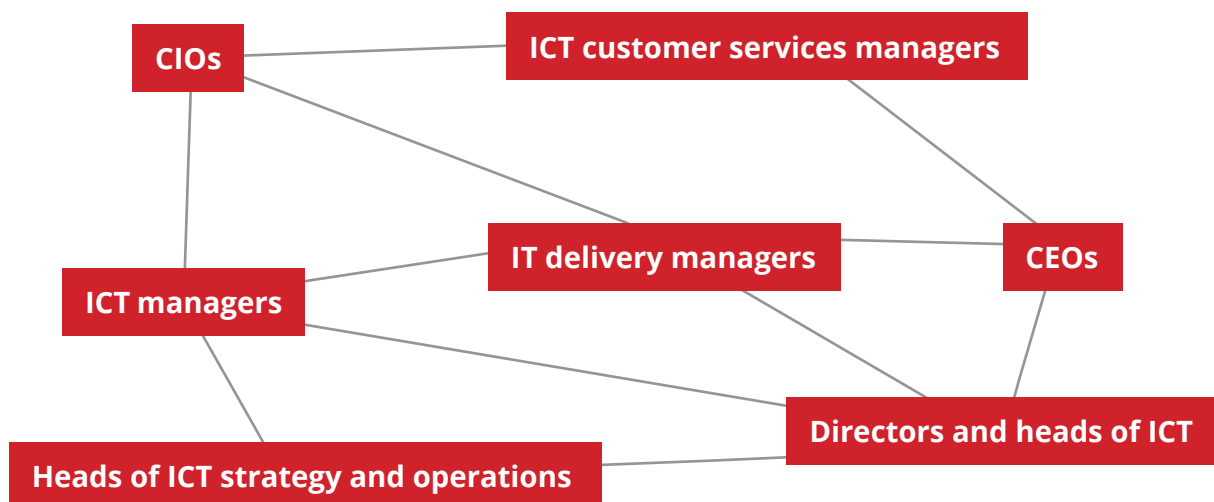 CIOs
ICT customer services managers
IT delivery managers
CEOs
ICT managers
Directors and heads of ICT
Heads of ICT strategy and operations